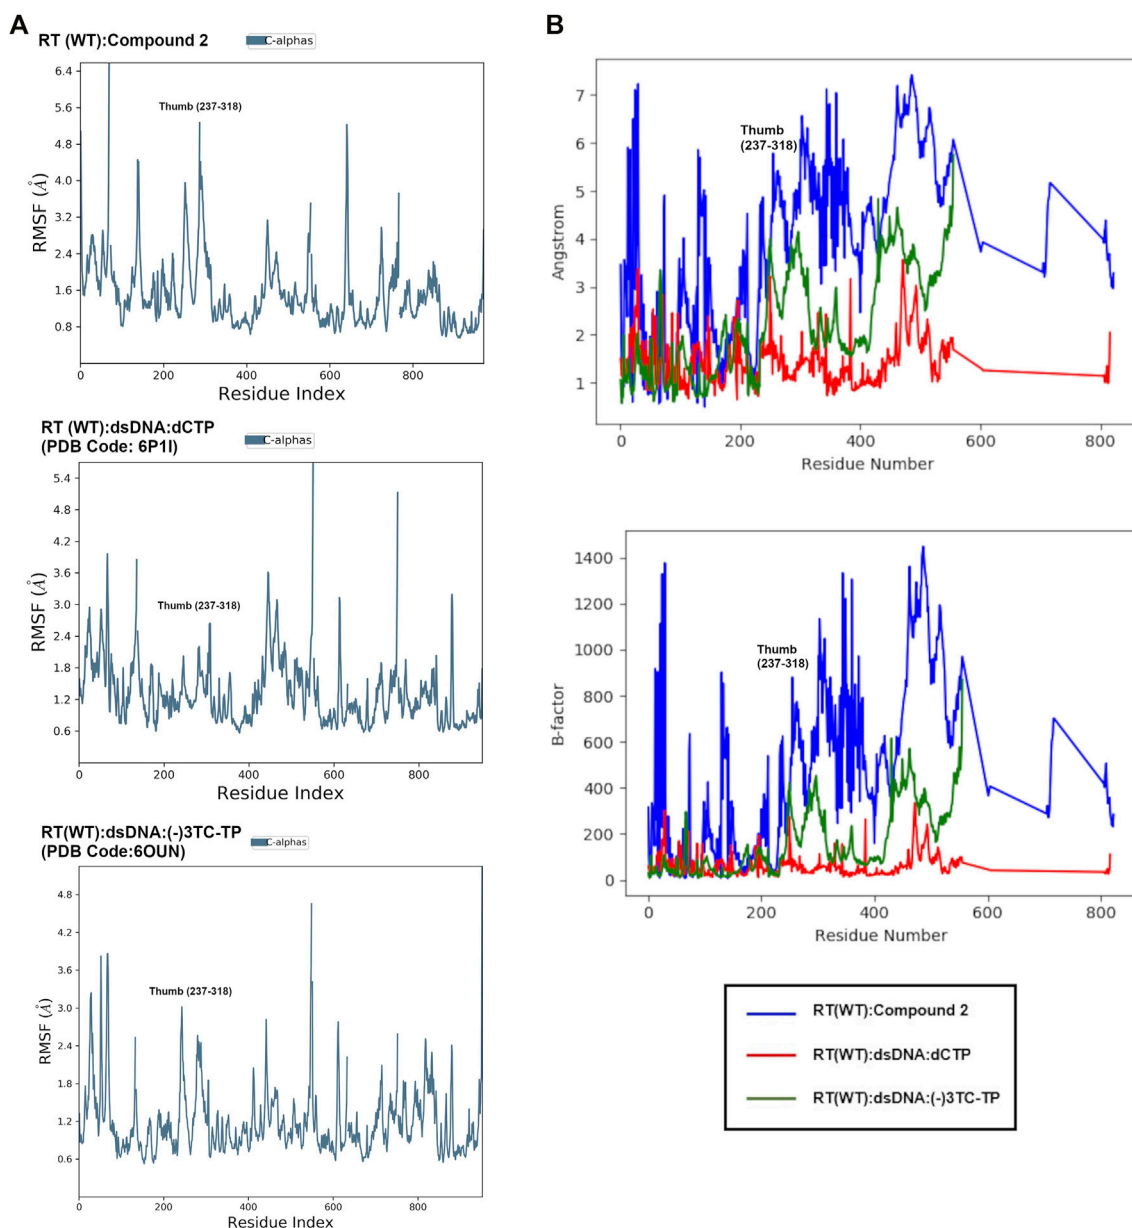 A
RT (WT):Compound 2
C-alphas
6.4
5.6
4.8
4.0
3.2
2.4
1.6
0.8
RMSF (Å)
Thumb (237-318)
0 200 400 600 800
Residue Index
RT (WT):dsDNA:dCTP
(PDB Code: 6P1I)
C-alphas
5.4
4.8
4.2
3.6
3.0
2.4
1.8
1.2
0.6
RMSF (Å)
Thumb (237-318)
0 200 400 600 800
Residue Index
RT(WT):dsDNA:(-)3TC-TP
(PDB Code:6OUN)
C-alphas
4.8
4.2
3.6
3.0
2.4
1.8
1.2
0.6
RMSF (Å)
Thumb (237-318)
0 200 400 600 800
Residue Index
B
7
6
5
4
3
2
1
Angstrom
Thumb
(237-318)
0 200 400 600 800
Residue Number
1400
1200
1000
800
600
400
200
0
B-factor
Thumb
(237-318)
0 200 400 600 800
Residue Number
RT(WT):Compound 2
RT(WT):dsDNA:dCTP
RT(WT):dsDNA:(-)3TC-TP